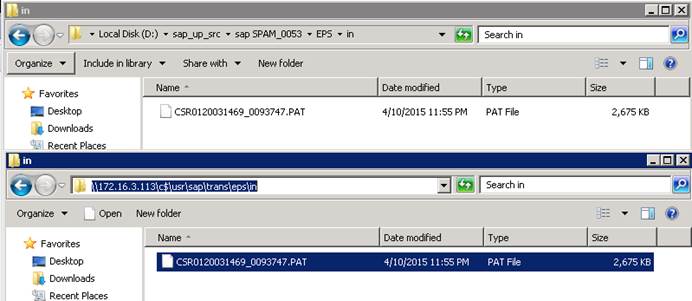 in
Local Disk (D:) sap_up_src sap SPAM_0053 EPS in Search in
Organize Include in library Share with New folder
Favorites Name Date modified Type Size
Desktop CSR0120031469_0093747.PAT 4/10/2015 11:55 PM PAT File 2,675 KB
Downloads
Recent Places
in
\\172.16.3.113\c$\usr\sap\trans\eps\in Search in
Organize Open New folder
Favorites Name Date modified Type Size
Desktop CSR0120031469_0093747.PAT 4/10/2015 11:55 PM PAT File 2,675 KB
Downloads
Recent Places